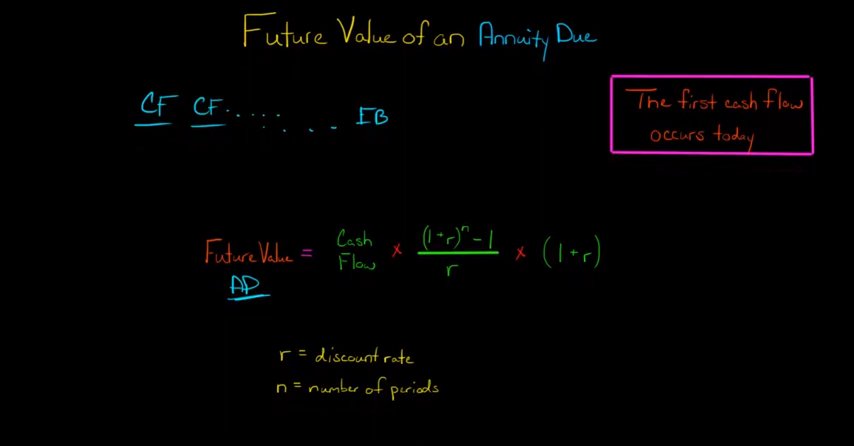 Future Value of an Annuity Due
CF CF........ EB
The first cash flow
occurs today
Future Value AD = Cash Flow × ((1+r)^n - 1)/r × (1+r)
r = discount rate
n = number of periods